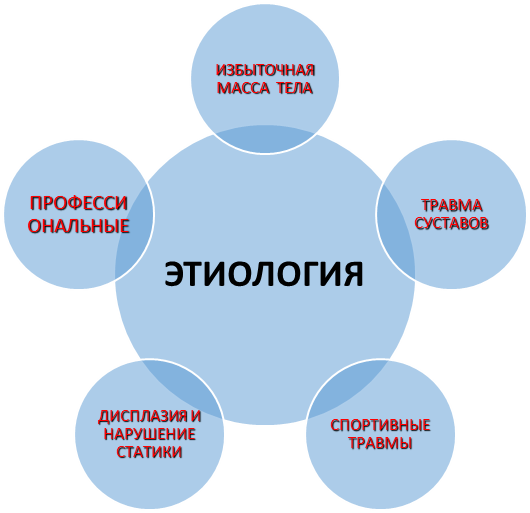 ИЗБЫТОЧНАЯ
МАССА ТЕЛА
ПРОФЕССИ
ОНАЛЬНЫЕ
ТРАВМА
СУСТАВОВ
ЭТИОЛОГИЯ
ДИСПЛАЗИЯ И
НАРУШЕНИЕ
СТАТИКИ
СПОРТИВНЫЕ
ТРАВМЫ